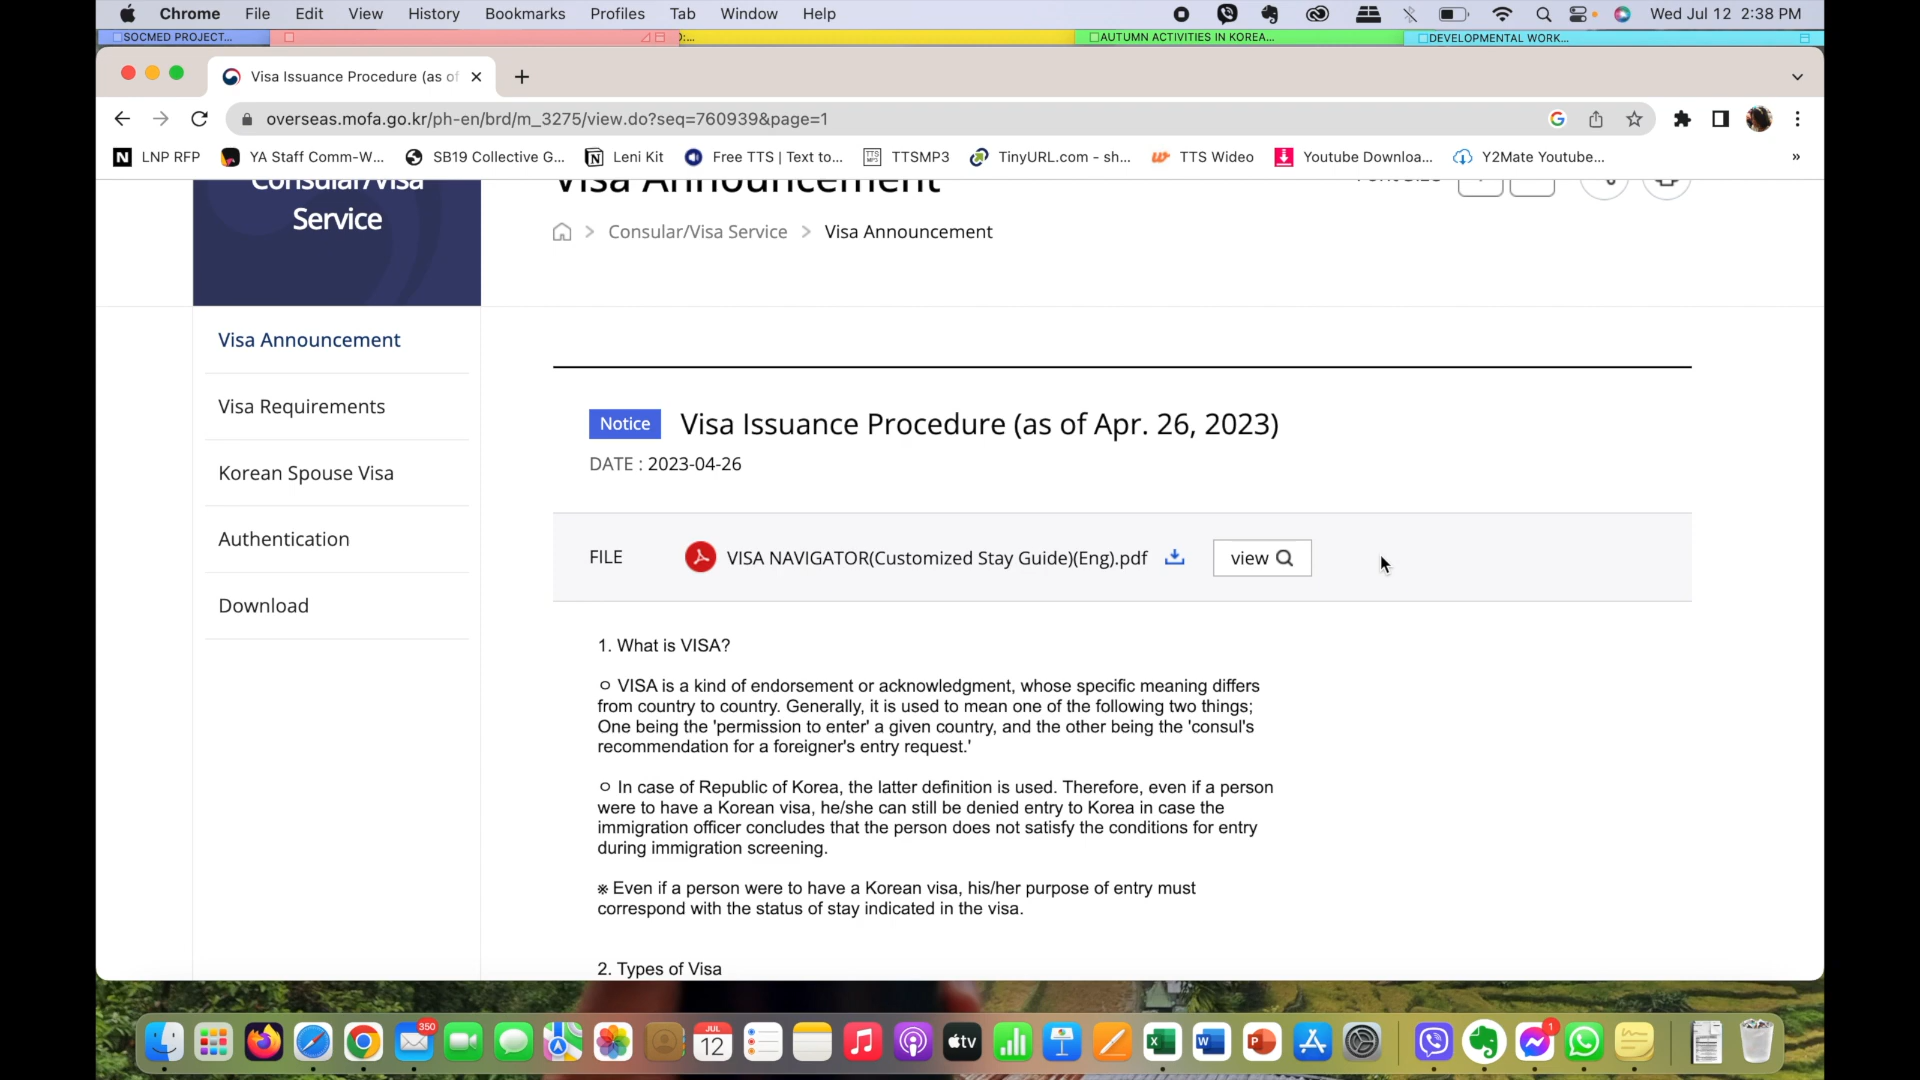 Chrome File Edit View History Bookmarks Profiles Tab Window Help Wed Jul 12 2:38 PM
SOCMED PROJECT... AUTUMN ACTIVITIES IN KOREA... DEVELOPMENTAL WORK...
Visa Issuance Procedure (as of
overseas.mofa.go.kr/ph-en/brd/m_3275/view.do?seq=760939&page=1
LNP RFP YA Staff Comm-W... SB19 Collective G... Leni Kit Free TTS | Text to... TTSMP3 TinyURL.com - sh... TTS Wideo Youtube Downloa... Y2Mate Youtube... »
Consular/Visa
Service
Visa Announcement
> Consular/Visa Service > Visa Announcement
Visa Announcement
Visa Requirements
Korean Spouse Visa
Authentication
Download
Notice Visa Issuance Procedure (as of Apr. 26, 2023)
DATE : 2023-04-26
FILE VISA NAVIGATOR(Customized Stay Guide)(Eng).pdf view
1. What is VISA?
ㅇ VISA is a kind of endorsement or acknowledgment, whose specific meaning differs
from country to country. Generally, it is used to mean one of the following two things;
One being the 'permission to enter' a given country, and the other being the 'consul's
recommendation for a foreigner's entry request.'
ㅇ In case of Republic of Korea, the latter definition is used. Therefore, even if a person
were to have a Korean visa, he/she can still be denied entry to Korea in case the
immigration officer concludes that the person does not satisfy the conditions for entry
during immigration screening.
※ Even if a person were to have a Korean visa, his/her purpose of entry must
correspond with the status of stay indicated in the visa.
2. Types of Visa
350
JUL
12
tv
1